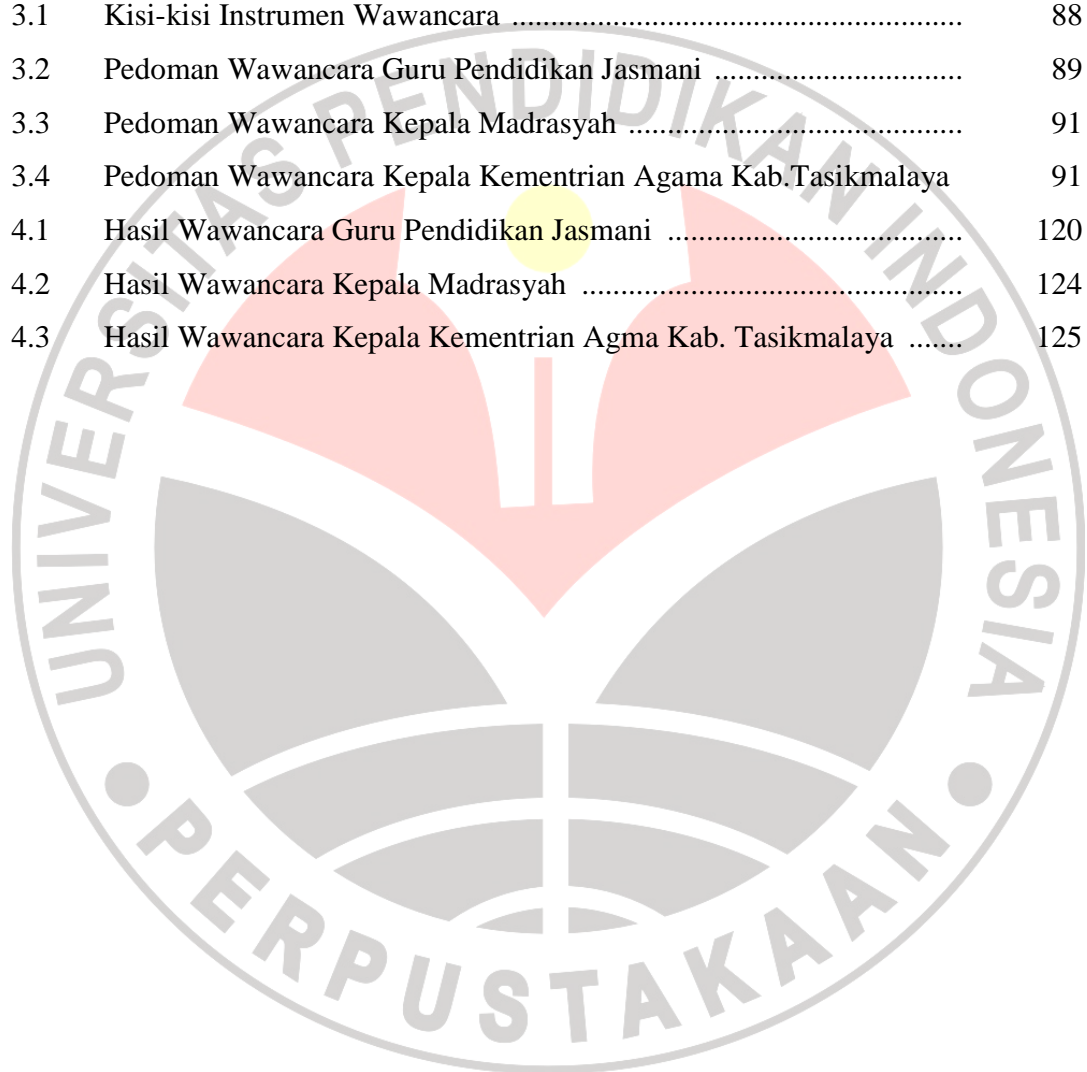 3.1 Kisi-kisi Instrumen Wawancara .......................................................... 88
3.2 Pedoman Wawancara Guru Pendidikan Jasmani ................................ 89
3.3 Pedoman Wawancara Kepala Madrasyah ........................................... 91
3.4 Pedoman Wawancara Kepala Kementrian Agama Kab.Tasikmalaya 91
4.1 Hasil Wawancara Guru Pendidikan Jasmani ...................................... 120
4.2 Hasil Wawancara Kepala Madrasyah ................................................. 124
4.3 Hasil Wawancara Kepala Kementrian Agma Kab. Tasikmalaya ....... 125
UNIVERSITAS PENDIDIKAN INDONESIA
PERPUSTAKAAN